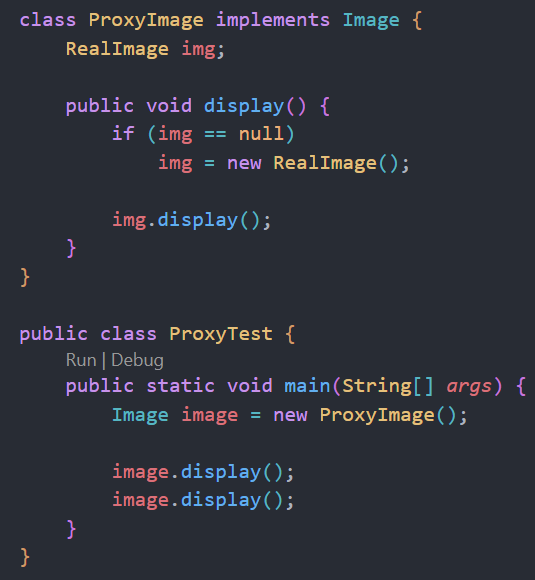 class ProxyImage implements Image {
    RealImage img;

    public void display() {
        if (img == null)
            img = new RealImage();

        img.display();
    }
}

public class ProxyTest {
    Run | Debug
    public static void main(String[] args) {
        Image image = new ProxyImage();

        image.display();
        image.display();
    }
}